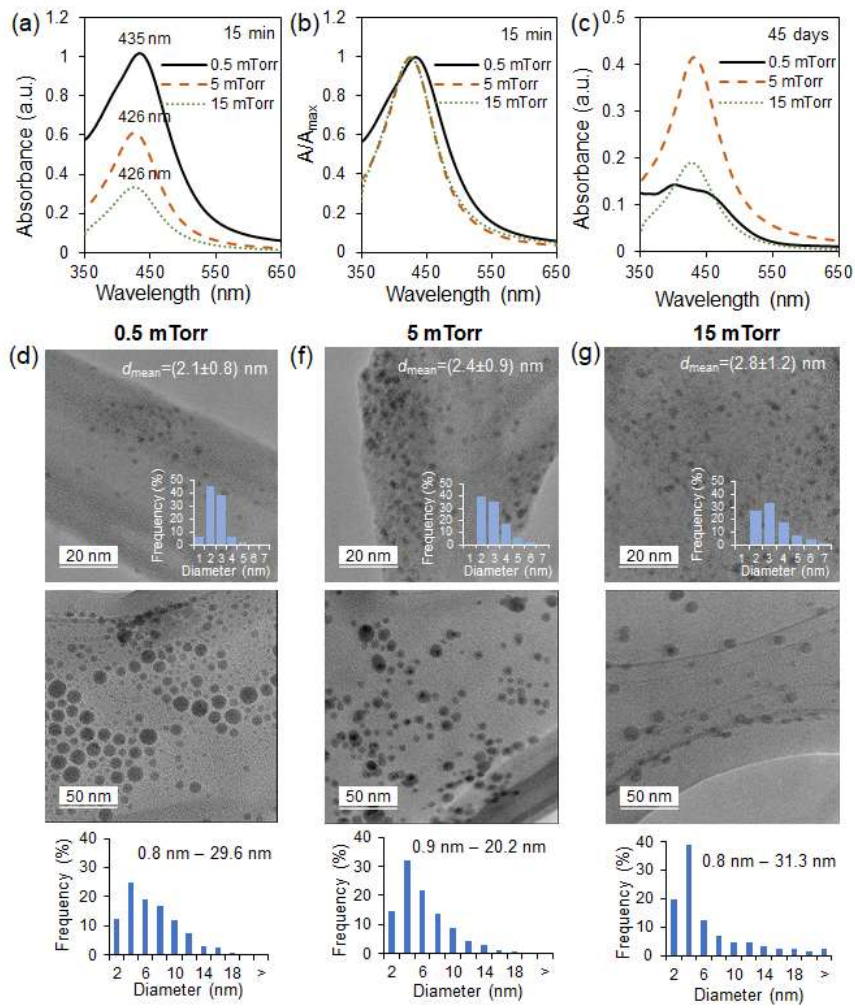 (a)
15 min
435 nm
0.5 mTorr
5 mTorr
15 mTorr
426 nm
426 nm
Absorbance (a.u.)
1
0.8
0.6
0.4
0.2
0
350 450 550 650
Wavelength (nm)
(b)
15 min
0.5 mTorr
5 mTorr
15 mTorr
A/Amax
1
0.8
0.6
0.4
0.2
0
350 450 550 650
Wavelength (nm)
(c)
45 days
0.5 mTorr
5 mTorr
15 mTorr
Absorbance (a.u.)
0.5
0.4
0.3
0.2
0.1
0
350 450 550 650
Wavelength (nm)
0.5 mTorr
(d)
dmean=(2.1±0.8) nm
Frequency (%)
50
40
30
20
10
0
1 2 3 4 5 6 7
Diameter (nm)
20 nm
50 nm
0.8 nm – 29.6 nm
Frequency (%)
40
30
20
10
0
2 6 10 14 18 >
Diameter (nm)
5 mTorr
(f)
dmean=(2.4±0.9) nm
Frequency (%)
50
40
30
20
10
0
1 2 3 4 5 6 7
Diameter (nm)
20 nm
50 nm
0.9 nm – 20.2 nm
Frequency (%)
40
30
20
10
0
2 6 10 14 18 >
Diameter (nm)
15 mTorr
(g)
dmean=(2.8±1.2) nm
Frequency (%)
50
40
30
20
10
0
1 2 3 4 5 6 7
Diameter (nm)
20 nm
50 nm
0.8 nm – 31.3 nm
Frequency (%)
40
30
20
10
0
2 6 10 14 18 >
Diameter (nm)